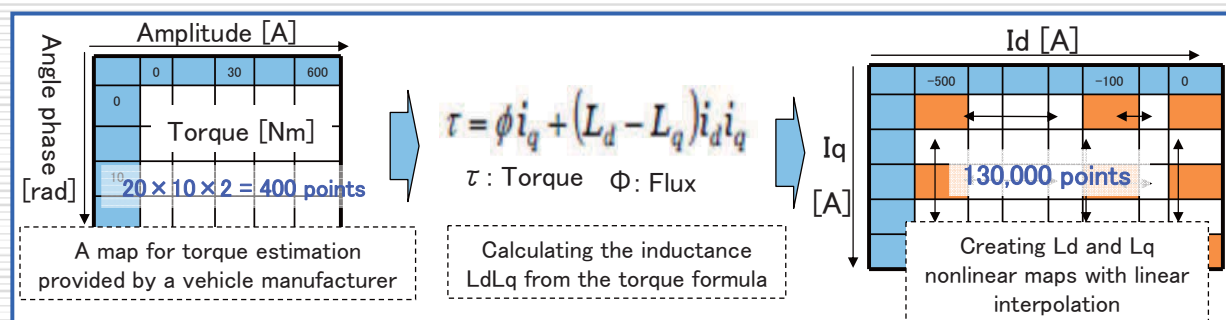 Amplitude [A]
Angle phase
[rad]
0
30
600
0
10
Torque [Nm]
20×10×2 = 400 points
A map for torque estimation
provided by a vehicle manufacturer
τ = ϕi_q + (L_d − L_q)i_d i_q
τ : Torque Φ: Flux
Calculating the inductance
LdLq from the torque formula
Id [A]
Iq
[A]
-500
-100
0
130,000 points
Creating Ld and Lq
nonlinear maps with linear
interpolation